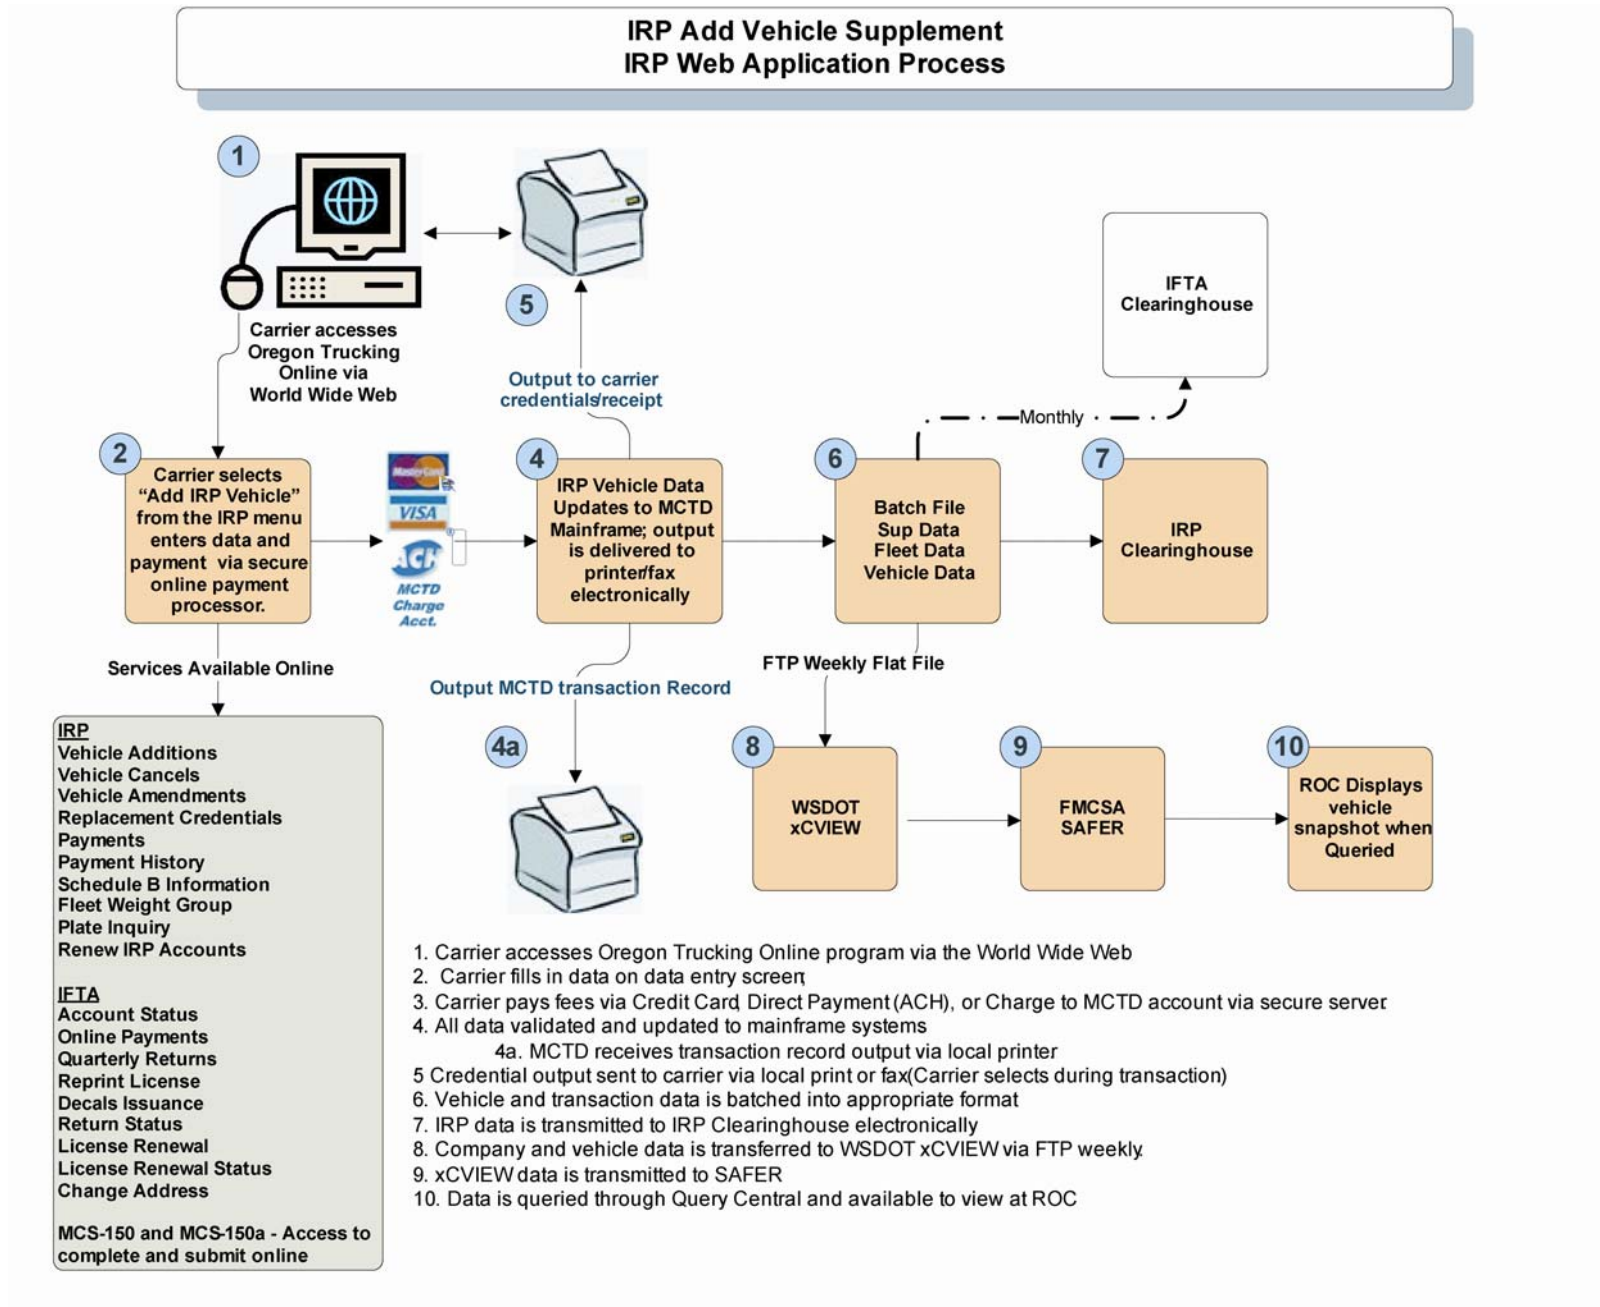 IRP Add Vehicle Supplement
IRP Web Application Process
1
5
Carrier accesses
Oregon Trucking
Online via
World Wide Web
IFTA
Clearinghouse
Output to carrier
credentials/receipt
Monthly
2
Carrier selects
“Add IRP Vehicle”
from the IRP menu
enters data and
payment via secure
online payment
processor.
MasterCard
VISA
ACH
MCTD
Charge
Acct.
4
IRP Vehicle Data
Updates to MCTD
Mainframe; output
is delivered to
printer/fax
electronically
6
Batch File
Sup Data
Fleet Data
Vehicle Data
7
IRP
Clearinghouse
Services Available Online
Output MCTD transaction Record
FTP Weekly Flat File
4a
8
WSDOT
xCVIEW
9
FMCSA
SAFER
10
ROC Displays
vehicle
snapshot when
Queried
IRP
Vehicle Additions
Vehicle Cancels
Vehicle Amendments
Replacement Credentials
Payments
Payment History
Schedule B Information
Fleet Weight Group
Plate Inquiry
Renew IRP Accounts
IFTA
Account Status
Online Payments
Quarterly Returns
Reprint License
Decals Issuance
Return Status
License Renewal
License Renewal Status
Change Address
MCS-150 and MCS-150a - Access to
complete and submit online
1. Carrier accesses Oregon Trucking Online program via the World Wide Web
2. Carrier fills in data on data entry screen;
3. Carrier pays fees via Credit Card, Direct Payment (ACH), or Charge to MCTD account via secure server.
4. All data validated and updated to mainframe systems
4a. MCTD receives transaction record output via local printer
5 Credential output sent to carrier via local print or fax(Carrier selects during transaction)
6. Vehicle and transaction data is batched into appropriate format
7. IRP data is transmitted to IRP Clearinghouse electronically
8. Company and vehicle data is transferred to WSDOT xCVIEW via FTP weekly.
9. xCVIEW data is transmitted to SAFER
10. Data is queried through Query Central and available to view at ROC